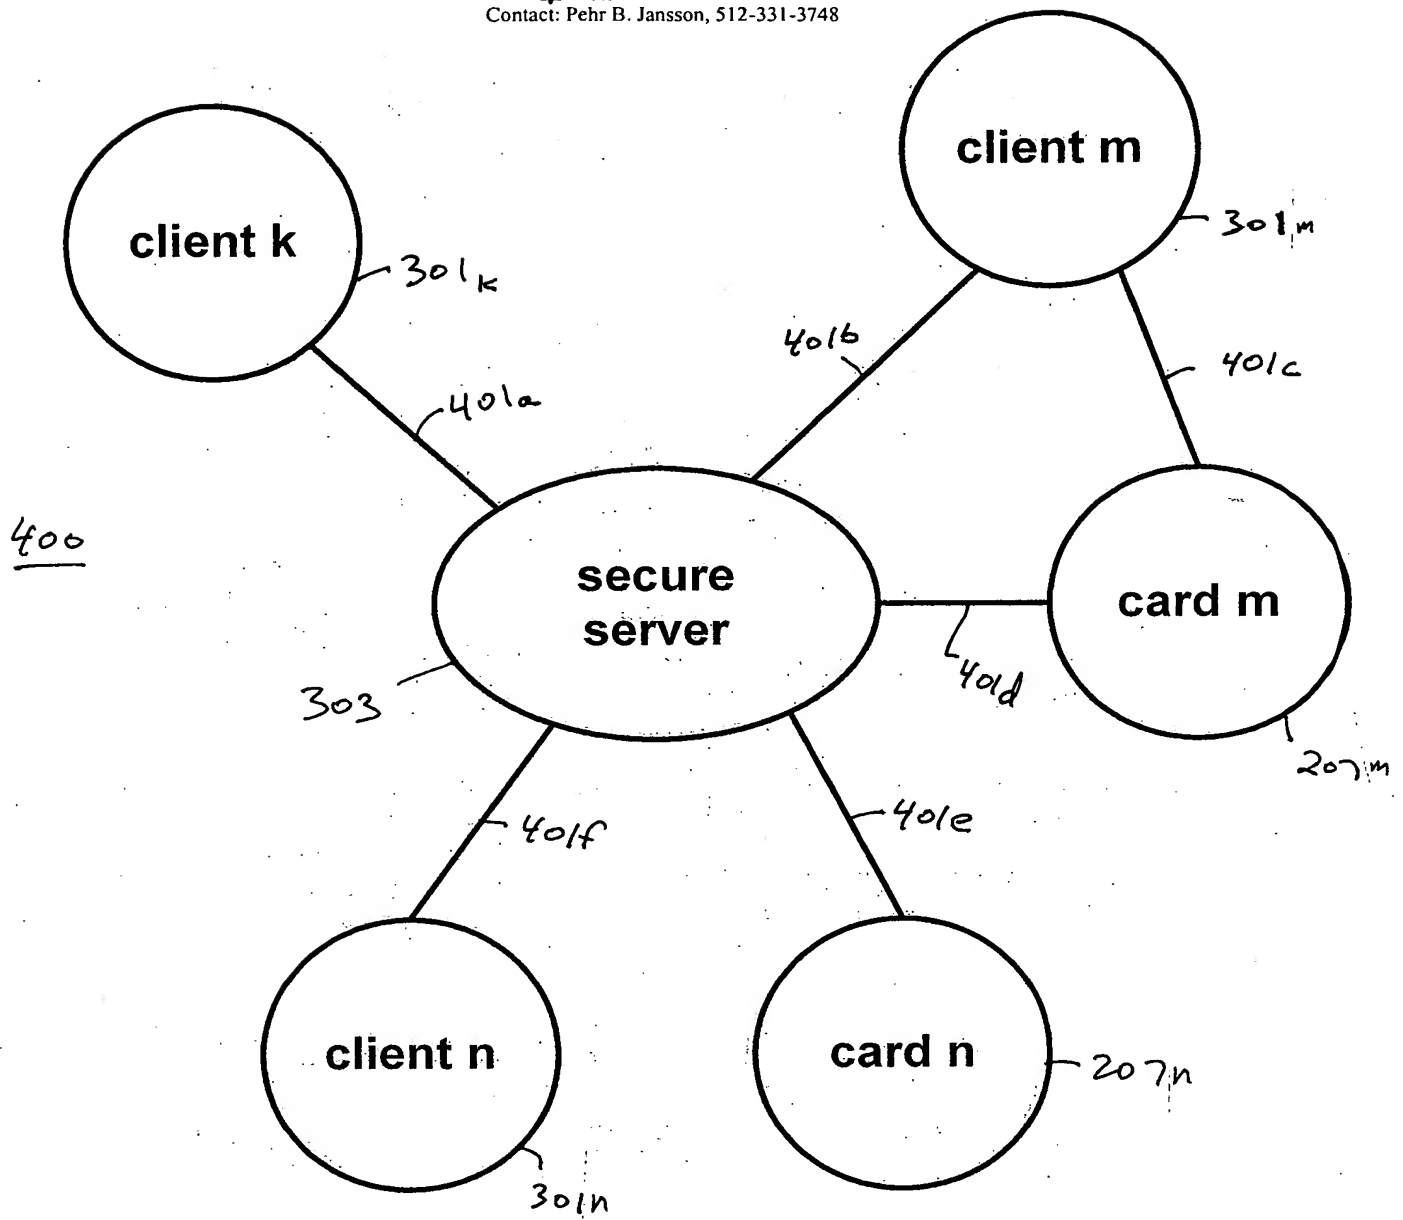 Contact: Pehr B. Jansson, 512-331-3748
client m
301m
client k
301k
401b
401c
401a
400
secure
server
card m
401d
303
207m
401f
401e
client n
card n
207n
301n